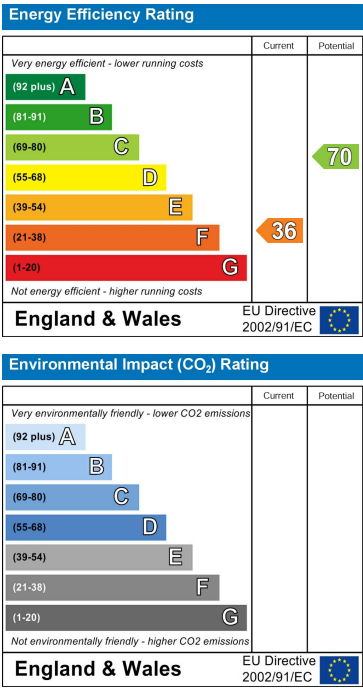 Energy Efficiency Rating
Current Potential
Very energy efficient - lower running costs
(92 plus) A
(81-91) B
(69-80) C
(55-68) D
(39-54) E
(21-38) F
(1-20) G
70
36
Not energy efficient - higher running costs
England & Wales
EU Directive
2002/91/EC
Environmental Impact (CO₂) Rating
Current Potential
Very environmentally friendly - lower CO2 emissions
(92 plus) A
(81-91) B
(69-80) C
(55-68) D
(39-54) E
(21-38) F
(1-20) G
Not environmentally friendly - higher CO2 emissions
England & Wales
EU Directive
2002/91/EC